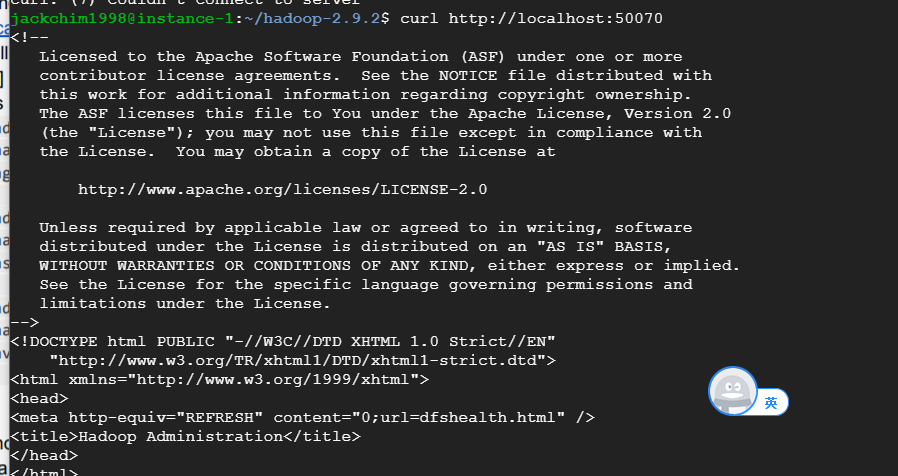 curl: (7) Couldn't connect to server
jackchim1998@instance-1:~/hadoop-2.9.2$ curl http://localhost:50070
<!--
   Licensed to the Apache Software Foundation (ASF) under one or more
   contributor license agreements.  See the NOTICE file distributed with
   this work for additional information regarding copyright ownership.
   The ASF licenses this file to You under the Apache License, Version 2.0
   (the "License"); you may not use this file except in compliance with
   the License.  You may obtain a copy of the License at

       http://www.apache.org/licenses/LICENSE-2.0

   Unless required by applicable law or agreed to in writing, software
   distributed under the License is distributed on an "AS IS" BASIS,
   WITHOUT WARRANTIES OR CONDITIONS OF ANY KIND, either express or implied.
   See the License for the specific language governing permissions and
   limitations under the License.
-->
<!DOCTYPE html PUBLIC "-//W3C//DTD XHTML 1.0 Strict//EN"
    "http://www.w3.org/TR/xhtml1/DTD/xhtml1-strict.dtd">
<html xmlns="http://www.w3.org/1999/xhtml">
<head>
<meta http-equiv="REFRESH" content="0;url=dfshealth.html" />
<title>Hadoop Administration</title>
</head>
</html>
英